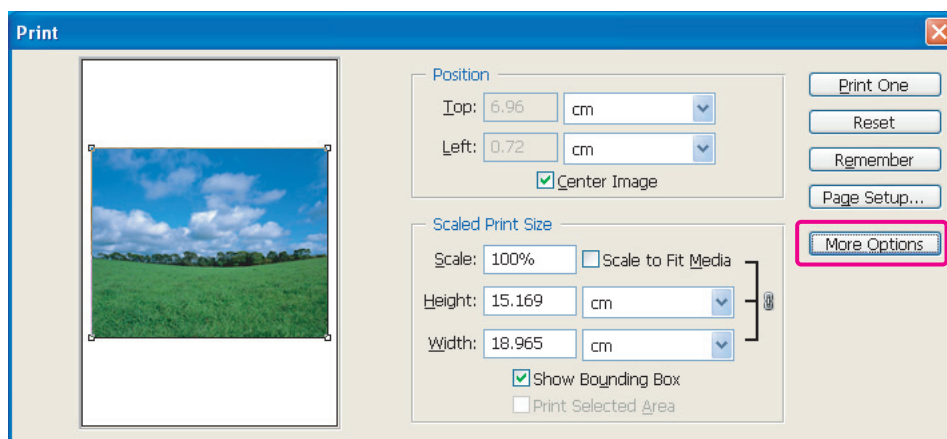 Print
Position
Top: 6.96 cm
Left: 0.72 cm
Center Image
Scaled Print Size
Scale: 100% Scale to Fit Media
Height: 15.169 cm
Width: 18.965 cm
Show Bounding Box
Print Selected Area
Print One
Reset
Remember
Page Setup...
More Options